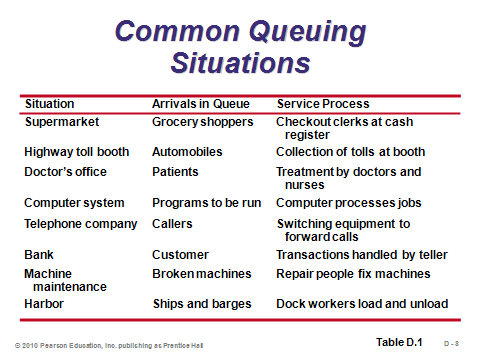 Common Queuing
Situations
Situation Arrivals in Queue Service Process
Supermarket Grocery shoppers Checkout clerks at cash
register
Highway toll booth Automobiles Collection of tolls at booth
Doctor's office Patients Treatment by doctors and
nurses
Computer system Programs to be run Computer processes jobs
Telephone company Callers Switching equipment to
forward calls
Bank Customer Transactions handled by teller
Machine Broken machines Repair people fix machines
maintenance
Harbor Ships and barges Dock workers load and unload
Table D.1
© 2010 Pearson Education, Inc. publishing as Prentice Hall D - 8